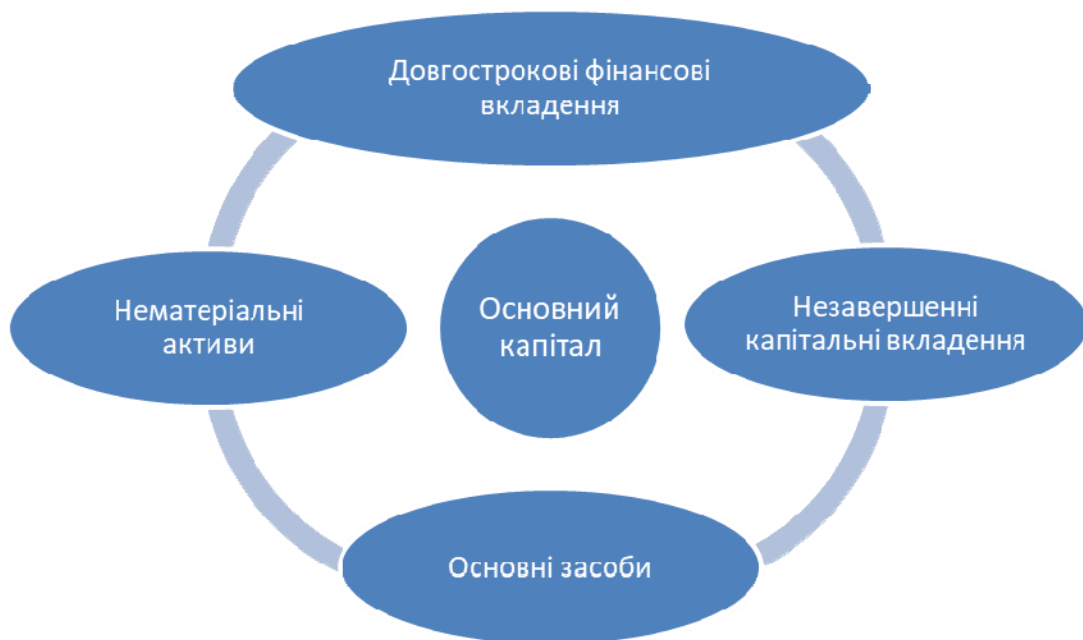 Довгострокові фінансові
вкладення
Нематеріальні
активи
Основний
капітал
Незавершенні
капітальні вкладення
Основні засоби